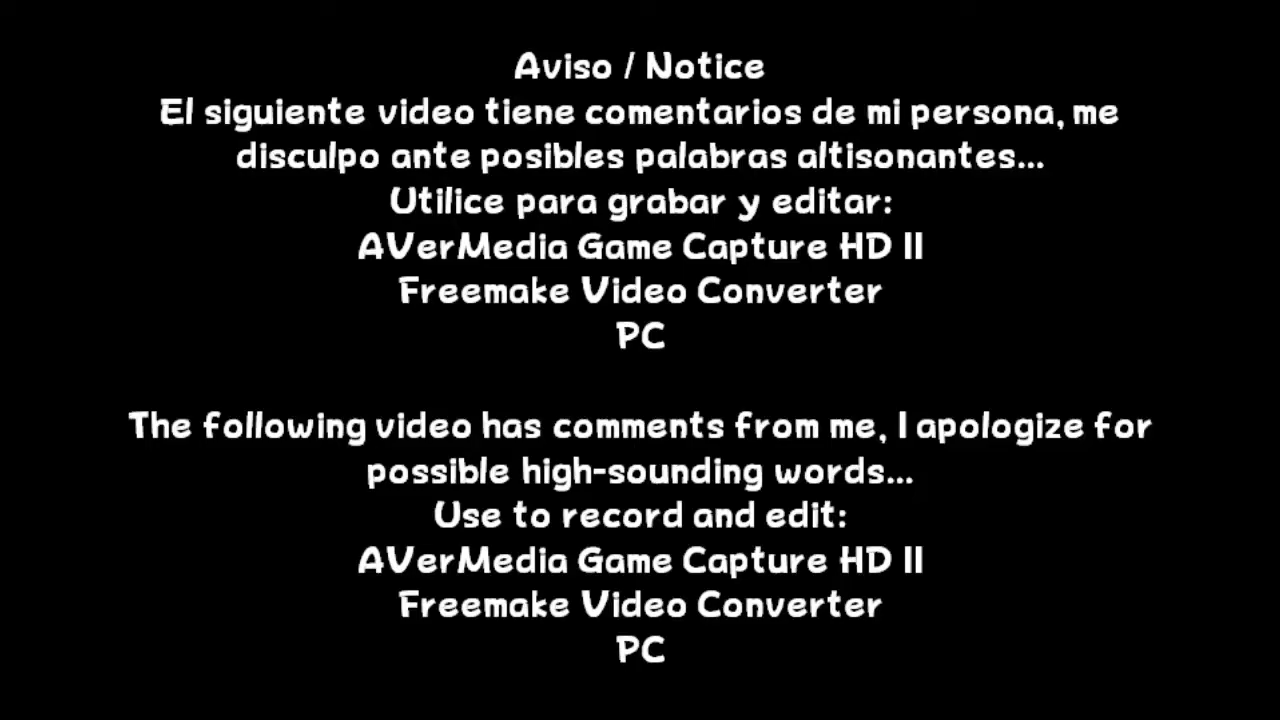 Aviso / Notice
El siguiente video tiene comentarios de mi persona, me
disculpo ante posibles palabras altisonantes...
Utilice para grabar y editar:
AVerMedia Game Capture HD II
Freemake Video Converter
PC
The following video has comments from me, I apologize for
possible high-sounding words...
Use to record and edit:
AVerMedia Game Capture HD II
Freemake Video Converter
PC